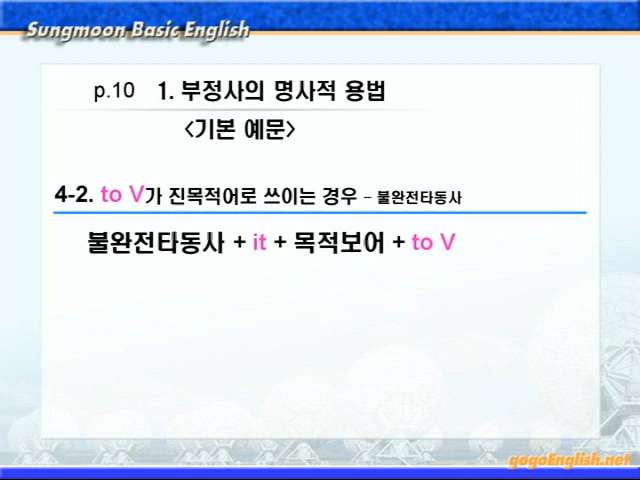 Sungmoon Basic English
p.10 1. 부정사의 명사적 용법
<기본 예문>
4-2. to V가 진목적어로 쓰이는 경우 - 불완전타동사
불완전타동사 + it + 목적보어 + to V
gogoEnglish.net